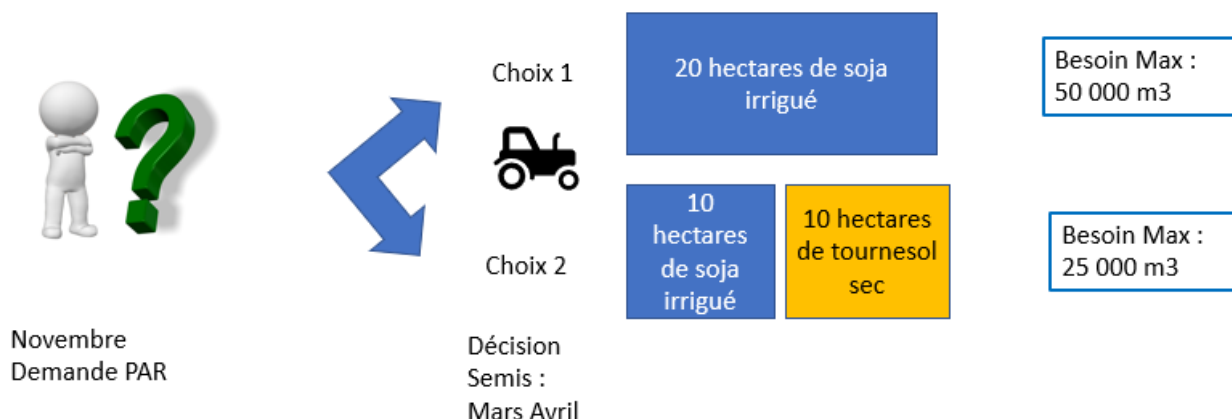 Choix 1
20 hectares de soja
irrigué
Besoin Max :
50 000 m3
Choix 2
10
hectares
de soja
irrigué
10 hectares
de tournesol
sec
Besoin Max :
25 000 m3
Novembre
Demande PAR
Décision
Semis :
Mars Avril